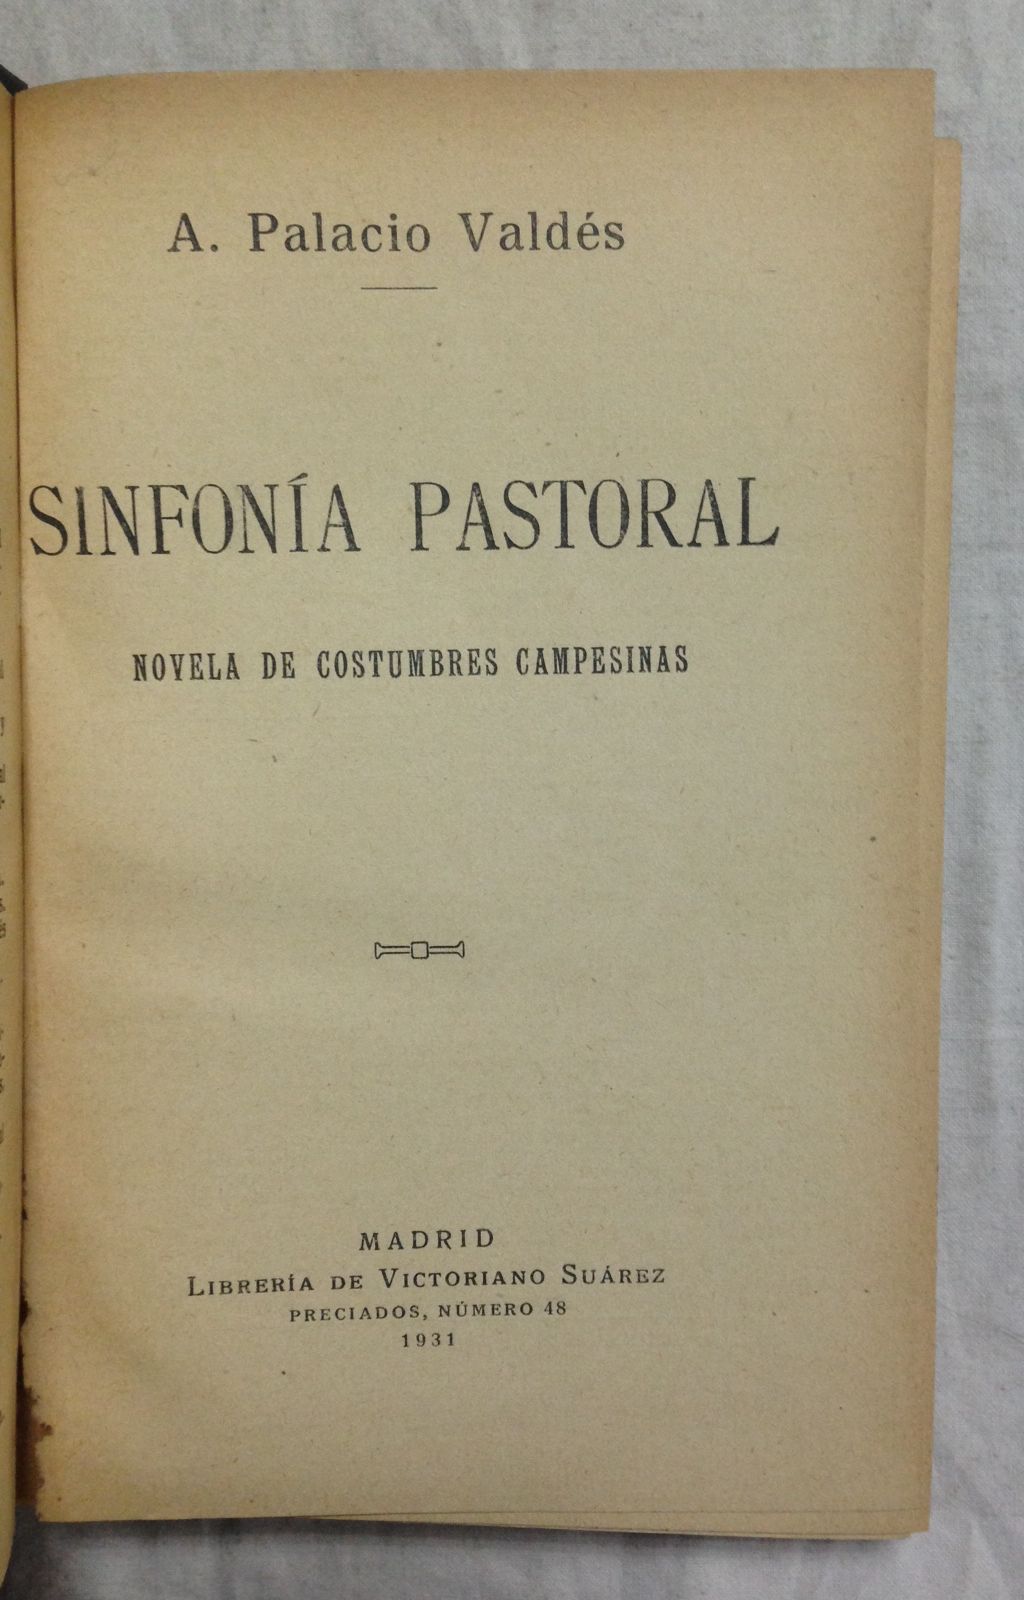 A. Palacio Valdés
SINFONÍA PASTORAL
NOVELA DE COSTUMBRES CAMPESINAS
MADRID
LIBRERÍA DE VICTORIANO SUÁREZ
PRECIADOS, NÚMERO 48
1931